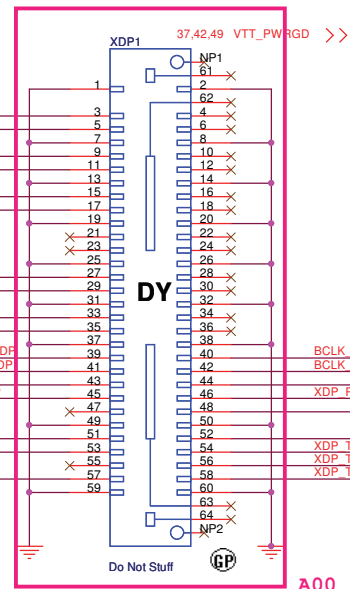 37,42,49 VTT_PWRGD
XDP1
NP1
61
1 2
62
3 4
5 6
7 8
9 10
11 12
13 14
15 16
17 18
19 20
21 22
23 24
25 26
27 28
29 30
DY
31 32
33 34
35 36
37 38
DP 39 40 BCLK_
DP 41 42 BCLK_
43 44
45 46 XDP_
47 48
49 50
51 52
53 54 XDP_
55 56 XDP_
57 58 XDP_
59 60
63
64
NP2
Do Not Stuff
GP
A00